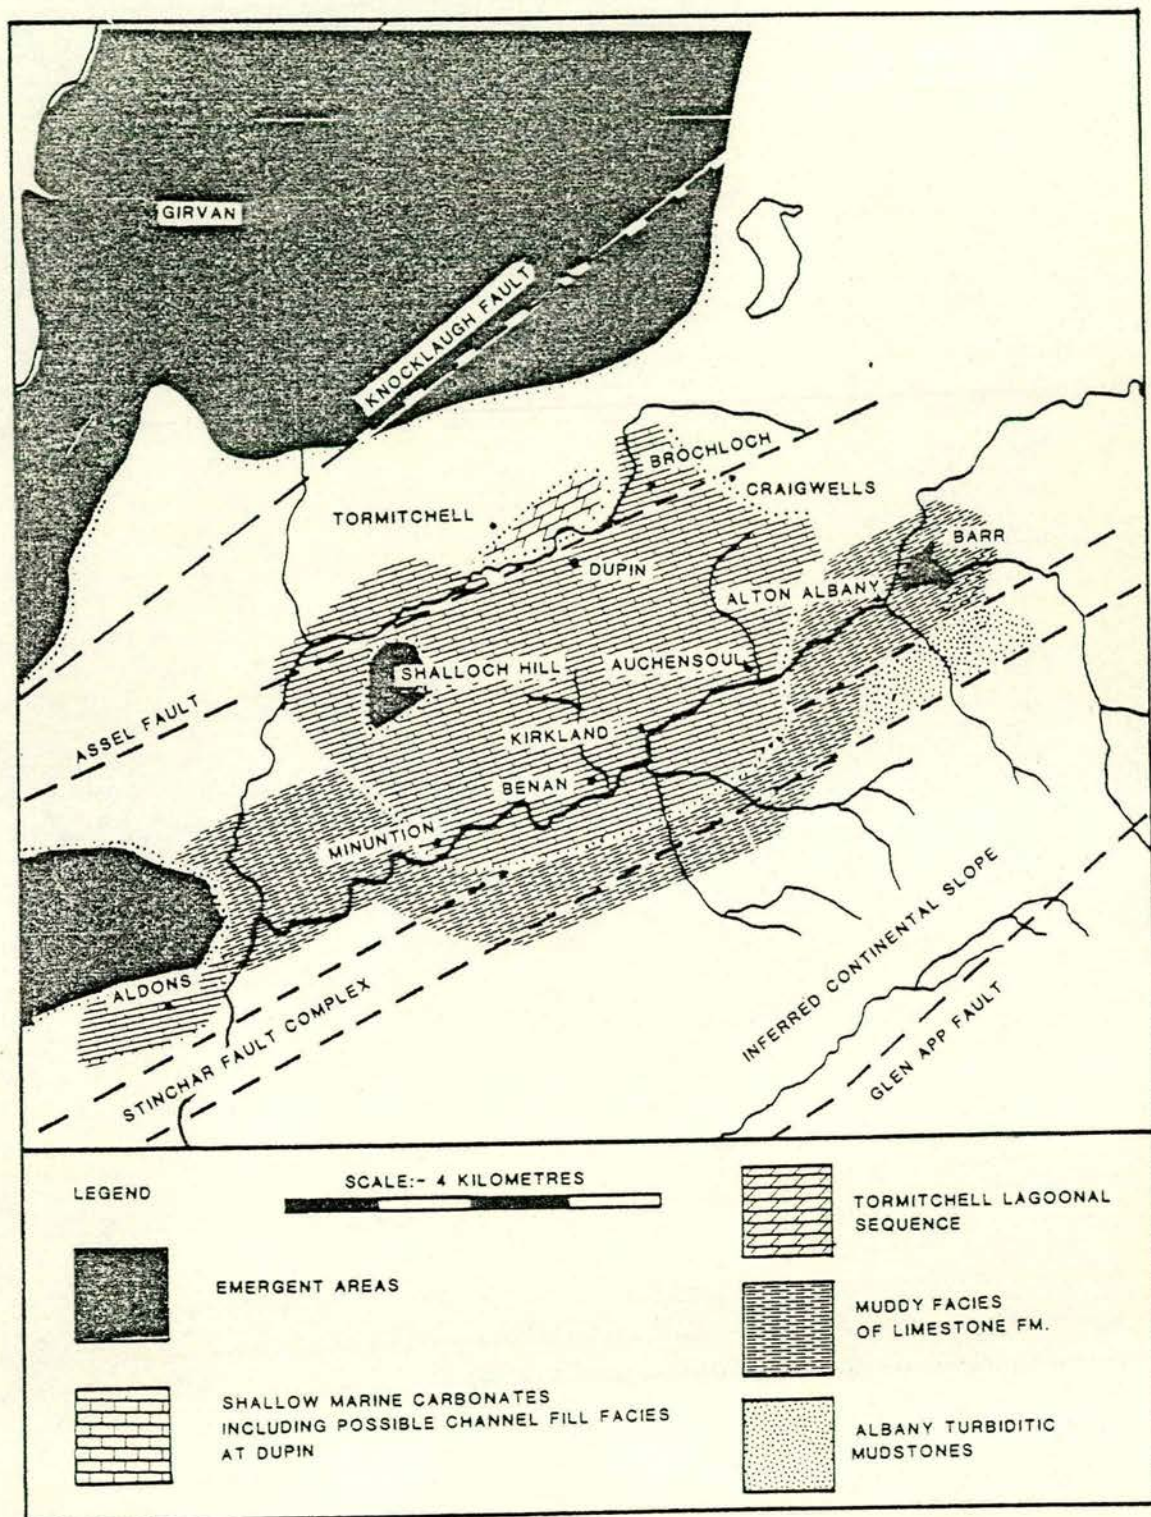 GIRVAN
KNOCKLAUGH FAULT
BROCHLOCH
CRAIGWELLS
TORMITCHELL
BARR
DUPIN
ALTON ALBANY
SHALLOCH HILL
AUCHENSOUL
ASSEL FAULT
KIRKLAND
BENAN
MINUNTION
INFERRED CONTINENTAL SLOPE
ALDONS
GLEN APP FAULT
STINCHAR FAULT COMPLEX
LEGEND
SCALE:- 4 KILOMETRES
EMERGENT AREAS
SHALLOW MARINE CARBONATES
INCLUDING POSSIBLE CHANNEL FILL FACIES
AT DUPIN
TORMITCHELL LAGOONAL
SEQUENCE
MUDDY FACIES
OF LIMESTONE FM.
ALBANY TURBIDITIC
MUDSTONES